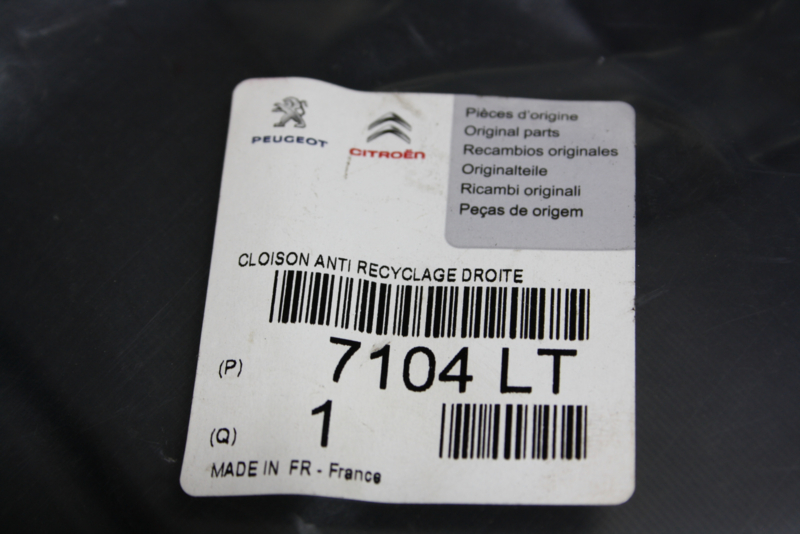 PEUGEOT
CITROËN
Pièces d'origine
Original parts
Recambios originales
Originalteile
Ricambi originali
Peças de origem
CLOISON ANTI RECYCLAGE DROITE
(P) 7104 LT
(Q) 1
MADE IN FR - France